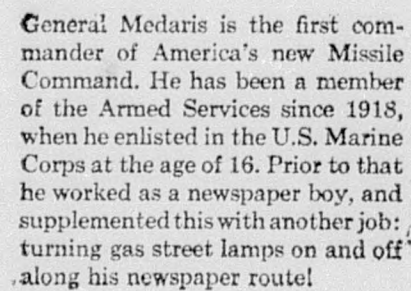 General Medaris is the first com-
mander of America's new Missile
Command. He has been a member
of the Armed Services since 1918,
when he enlisted in the U.S. Marine
Corps at the age of 16. Prior to that
he worked as a newspaper boy, and
supplemented this with another job:
turning gas street lamps on and off
along his newspaper route!